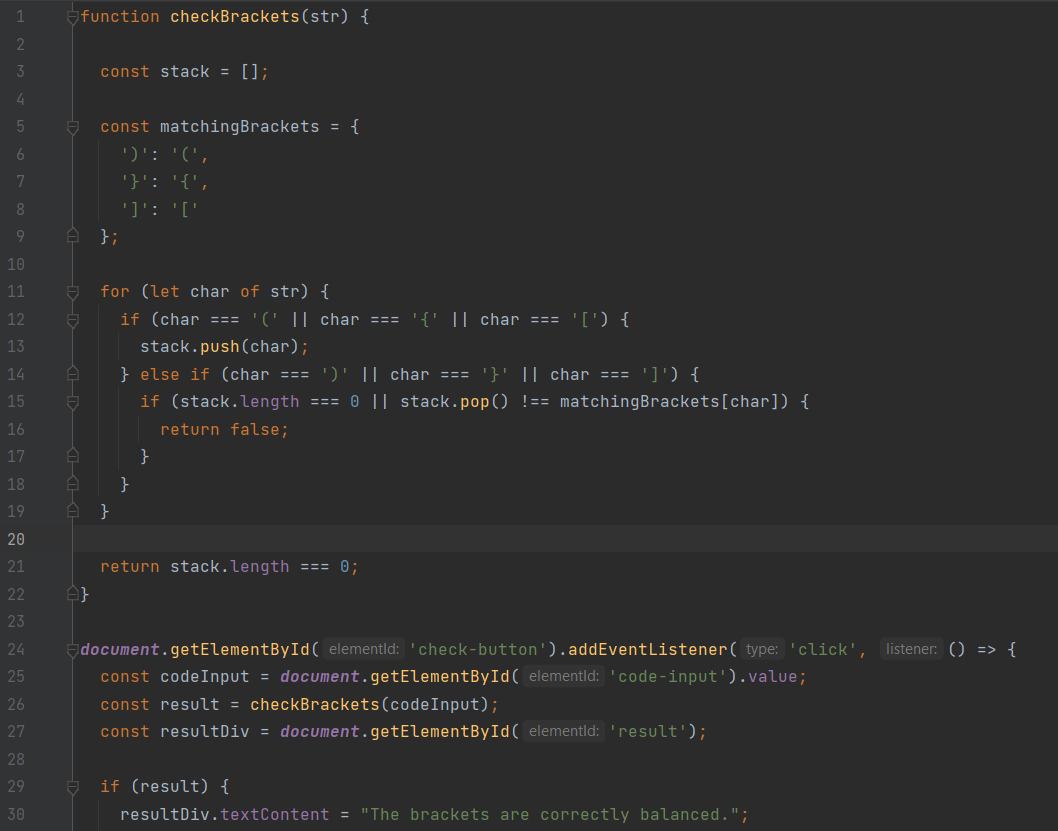 1 function checkBrackets(str) {
2
3 const stack = [];
4
5 const matchingBrackets = {
6 ')': '(',
7 '}': '{',
8 ']': '['
9 };
10
11 for (let char of str) {
12 if (char === '(' || char === '{' || char === '[') {
13 stack.push(char);
14 } else if (char === ')' || char === '}' || char === ']') {
15 if (stack.length === 0 || stack.pop() !== matchingBrackets[char]) {
16 return false;
17 }
18 }
19 }
20
21 return stack.length === 0;
22 }
23
24 document.getElementById( elementId: 'check-button').addEventListener( type: 'click', listener: () => {
25 const codeInput = document.getElementById( elementId: 'code-input').value;
26 const result = checkBrackets(codeInput);
27 const resultDiv = document.getElementById( elementId: 'result');
28
29 if (result) {
30 resultDiv.textContent = "The brackets are correctly balanced.";